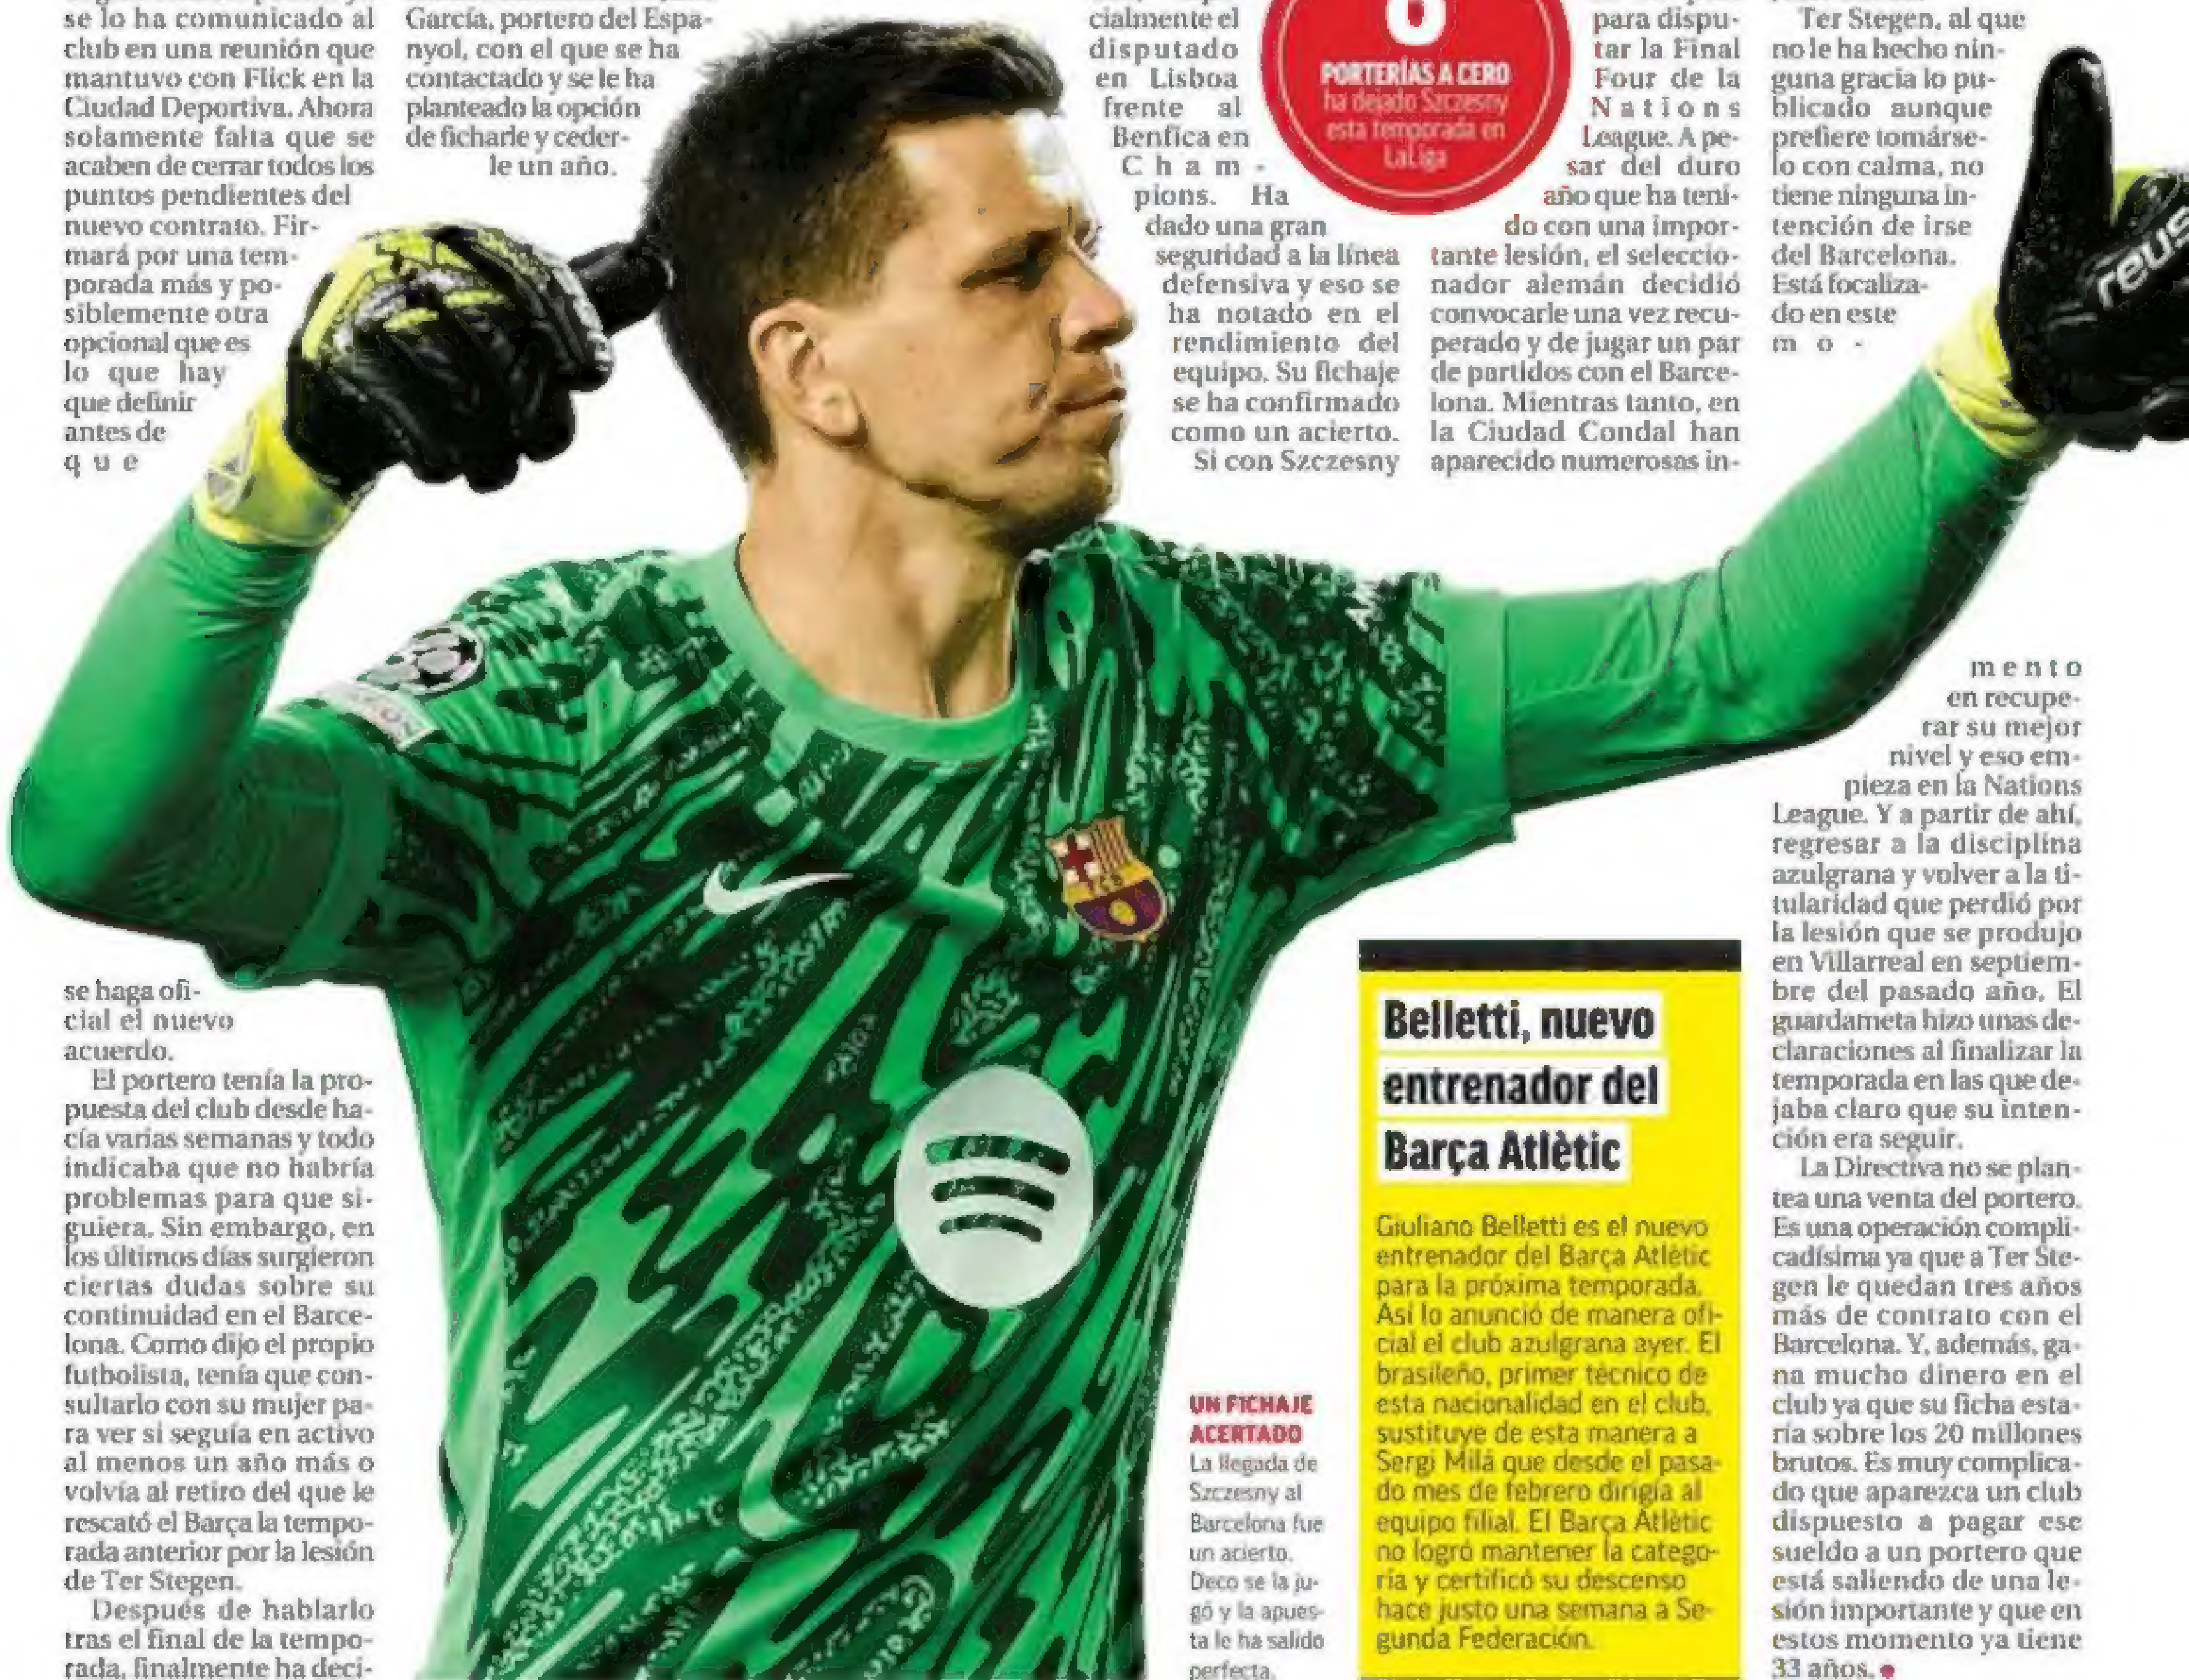 se lo ha comunicado al
club en una reunión que
mantuvo con Flick en la
Ciudad Deportiva. Ahora
solamente falta que se
acaben de cerrar todos los
puntos pendientes del
nuevo contrato. Fir-
mará por una tem-
porada más y po-
siblemente otra
opcional que es
lo que hay
que definir
antes de
que
se haga ofi-
cial el nuevo
acuerdo.
El portero tenía la pro-
puesta del club desde ha-
cía varias semanas y todo
indicaba que no habría
problemas para que si-
guiera. Sin embargo, en
los últimos días surgieron
ciertas dudas sobre su
continuidad en el Barce-
lona. Como dijo el propio
futbolista, tenía que con-
sultarlo con su mujer pa-
ra ver si seguía en activo
al menos un año más o
volvía al retiro del que le
rescató el Barça la tempo-
rada anterior por la lesión
de Ter Stegen.
Después de hablarlo
tras el final de la tempo-
rada, finalmente ha deci-
García, portero del Espa-
nyol, con el que se ha
contactado y se le ha
planteado la opción
de ficharle y ceder-
le un año.
cialmente el
disputado
en Lisboa
frente al
Benfica en
Cham-
pions. Ha
dado una gran
seguridad a la línea
defensiva y eso se
ha notado en el
rendimiento del
equipo. Su fichaje
se ha confirmado
como un acierto.
Si con Szczesny
PORTERÍAS A CERO
ha dejado Szczesny
esta temporada en
LaLiga
para dispu-
tar la Final
Four de la
Nations
League. A pe-
sar del duro
año que ha teni-
do con una impor-
tante lesión, el seleccio-
nador alemán decidió
convocarle una vez recu-
perado y de jugar un par
de partidos con el Barce-
lona. Mientras tanto, en
la Ciudad Condal han
aparecido numerosas in-
Ter Stegen, al que
no le ha hecho nin-
guna gracia lo pu-
blicado aunque
prefiere tomárse-
lo con calma, no
tiene ninguna in-
tención de irse
del Barcelona.
Está focaliza-
do en este
mo-
mento
en recupe-
rar su mejor
nivel y eso em-
pieza en la Nations
League. Y a partir de ahí,
regresar a la disciplina
azulgrana y volver a la ti-
tularidad que perdió por
la lesión que se produjo
en Villarreal en septiem-
bre del pasado año. El
guardameta hizo unas de-
claraciones al finalizar la
temporada en las que de-
jaba claro que su inten-
ción era seguir.
La Directiva no se plan-
tea una venta del portero.
Es una operación compli-
cadísima ya que a Ter Ste-
gen le quedan tres años
más de contrato con el
Barcelona. Y, además, ga-
na mucho dinero en el
club ya que su ficha esta-
ría sobre los 20 millones
brutos. Es muy complica-
do que aparezca un club
dispuesto a pagar ese
sueldo a un portero que
está saliendo de una le-
sión importante y que en
estos momento ya tiene
33 años.
reus
FCB
UN FICHAJE
ACERTADO
La llegada de
Szczesny al
Barcelona fue
un acierto.
Deco se la ju-
gó y la apues-
ta le ha salido
perfecta.
Belletti, nuevo
entrenador del
Barça Atlètic
Giuliano Belletti es el nuevo
entrenador del Barça Atlètic
para la próxima temporada.
Así lo anunció de manera ofi-
cial el club azulgrana ayer. El
brasileño, primer técnico de
esta nacionalidad en el club,
sustituye de esta manera a
Sergi Milà que desde el pasa-
do mes de febrero dirigía al
equipo filial. El Barça Atlètic
no logró mantener la catego-
ría y certificó su descenso
hace justo una semana a Se-
gunda Federación.